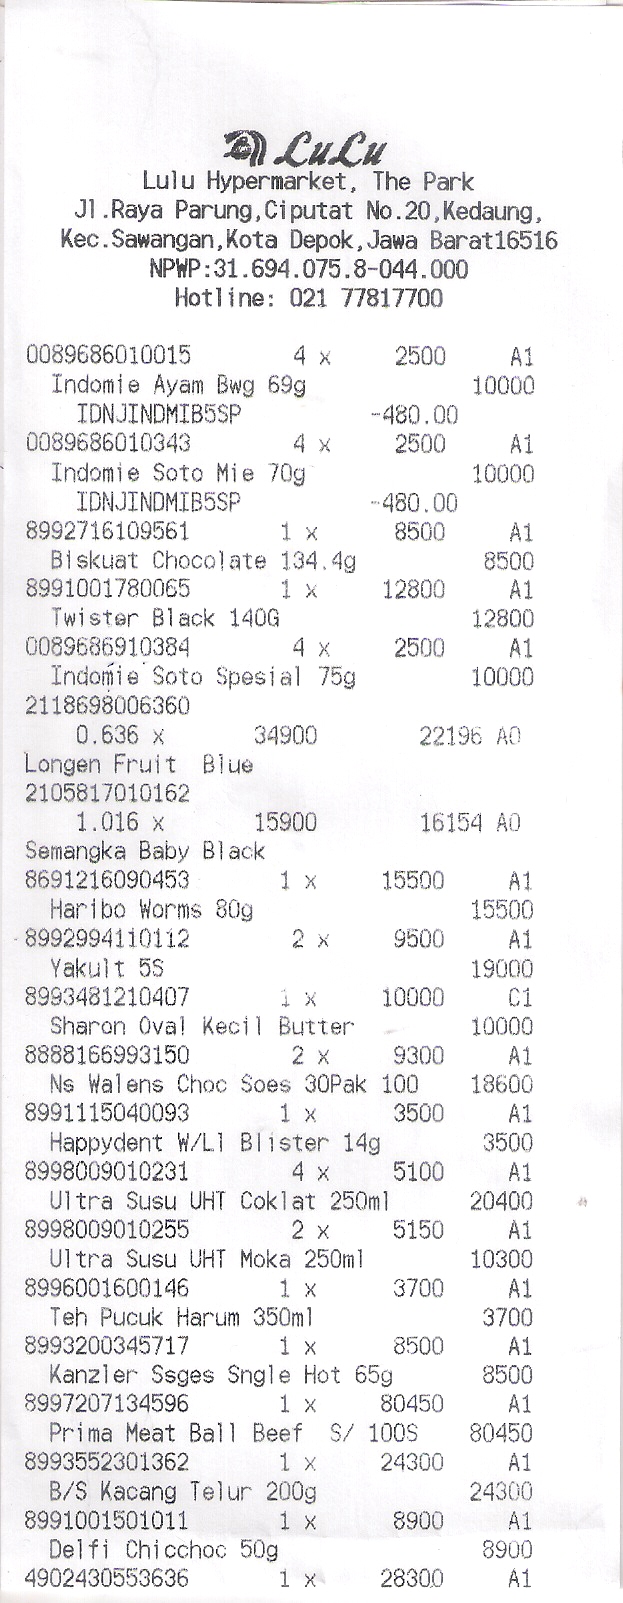 LuLu
Lulu Hypermarket, The Park
Jl.Raya Parung,Ciputat No.20,Kedaung,
Kec.Sawangan,Kota Depok,Jawa Barat16516
NPWP:31.694.075.8-044.000
Hotline: 021 77817700
0089686010015 4 x 2500 A1
Indomie Ayam Bwg 69g 10000
IDNJINDMIB5SP -480.00
0089686010343 4 x 2500 A1
Indomie Soto Mie 70g 10000
IDNJINDMIB5SP -480.00
8992716109561 1 x 8500 A1
Biskuat Chocolate 134.4g 8500
8991001780065 1 x 12800 A1
Twister Black 140G 12800
0089686910384 4 x 2500 A1
Indomie Soto Spesial 75g 10000
2118698006360
0.636 x 34900 22196 A0
Longen Fruit Blue
2105817010162
1.016 x 15900 16154 A0
Semangka Baby Black
8691216090453 1 x 15500 A1
Haribo Worms 80g 15500
8992994110112 2 x 9500 A1
Yakult 5S 19000
8993481210407 1 x 10000 C1
Sharon Oval Kecil Butter 10000
8888166993150 2 x 9300 A1
Ns Walens Choc Soes 30Pak 100 18600
8991115040093 1 x 3500 A1
Happydent W/Ll Blister 14g 3500
8998009010231 4 x 5100 A1
Ultra Susu UHT Coklat 250ml 20400
8998009010255 2 x 5150 A1
Ultra Susu UHT Moka 250ml 10300
8996001600146 1 x 3700 A1
Teh Pucuk Harum 350ml 3700
8993200345717 1 x 8500 A1
Kanzler Ssges Sngle Hot 65g 8500
8997207134596 1 x 80450 A1
Prima Meat Ball Beef S/ 100S 80450
8993552301362 1 x 24300 A1
B/S Kacang Telur 200g 24300
8991001501011 1 x 8900 A1
Delfi Chicchoc 50g 8900
4902430553636 1 x 28300 A1